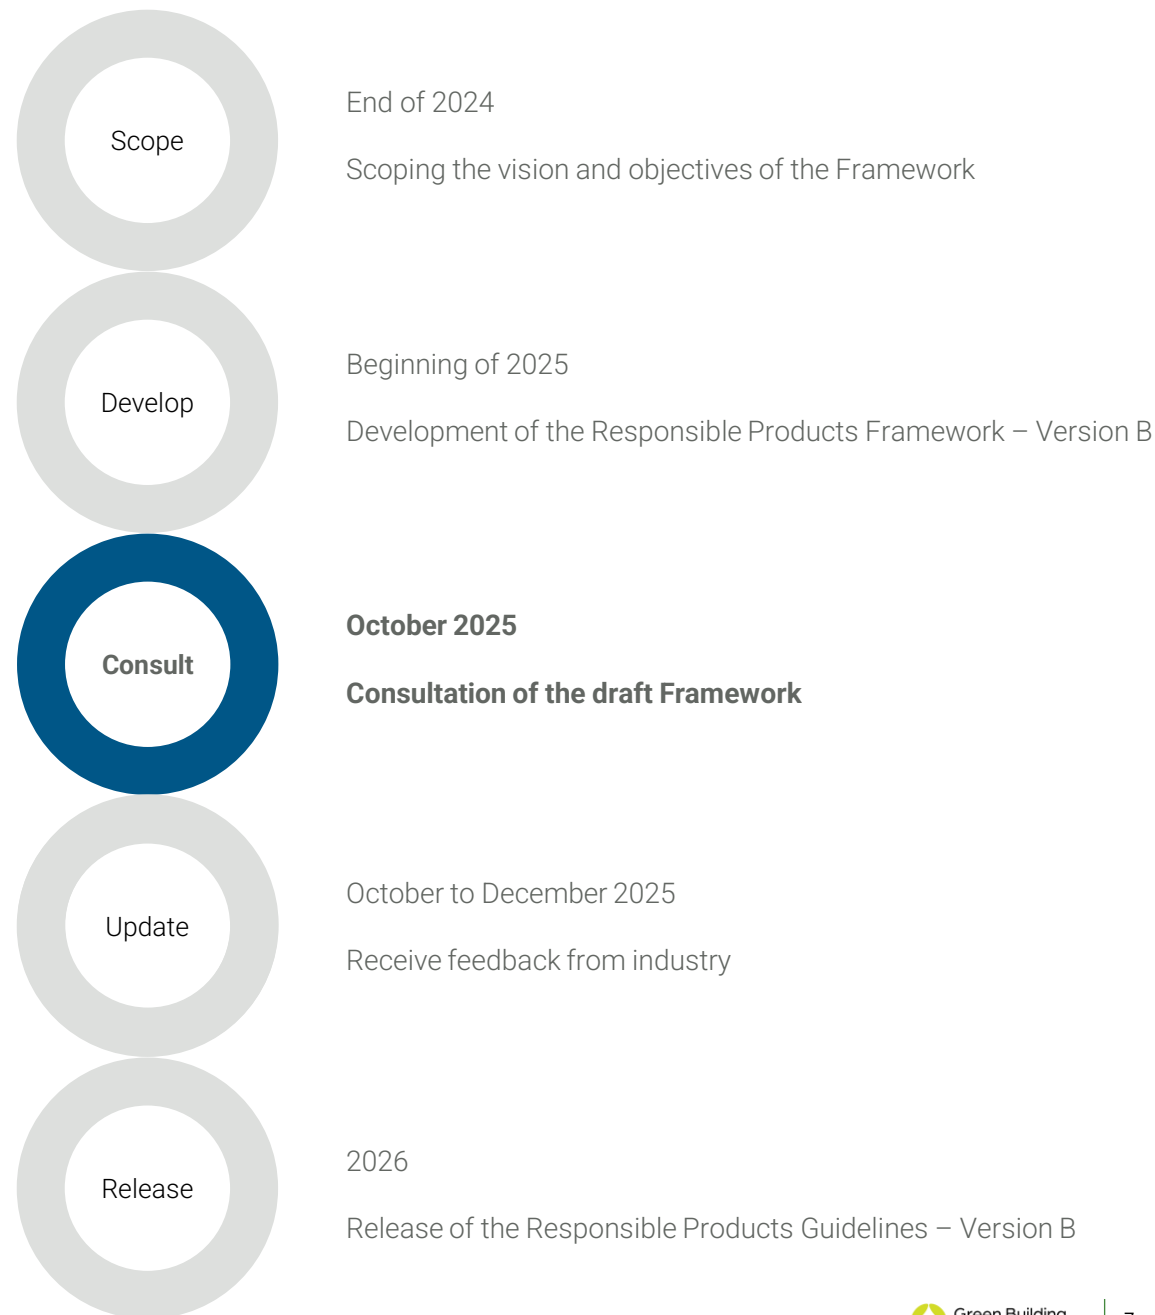 Scope
End of 2024
Scoping the vision and objectives of the Framework
Develop
Beginning of 2025
Development of the Responsible Products Framework – Version B
Consult
October 2025
Consultation of the draft Framework
Update
October to December 2025
Receive feedback from industry
Release
2026
Release of the Responsible Products Guidelines – Version B
Green Building